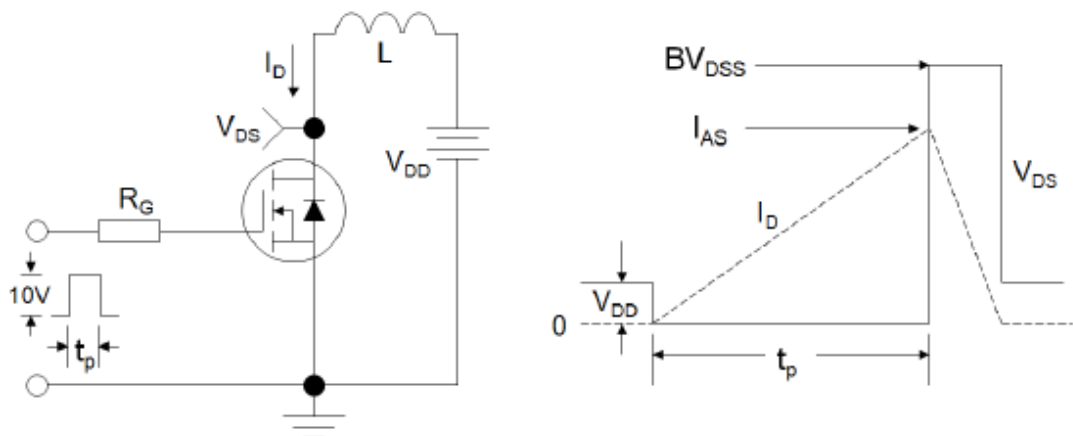 L
I_D
V_DS
V_DD
R_G
10V
t_p
BV_DSS
I_AS
V_DS
I_D
V_DD
0
t_p